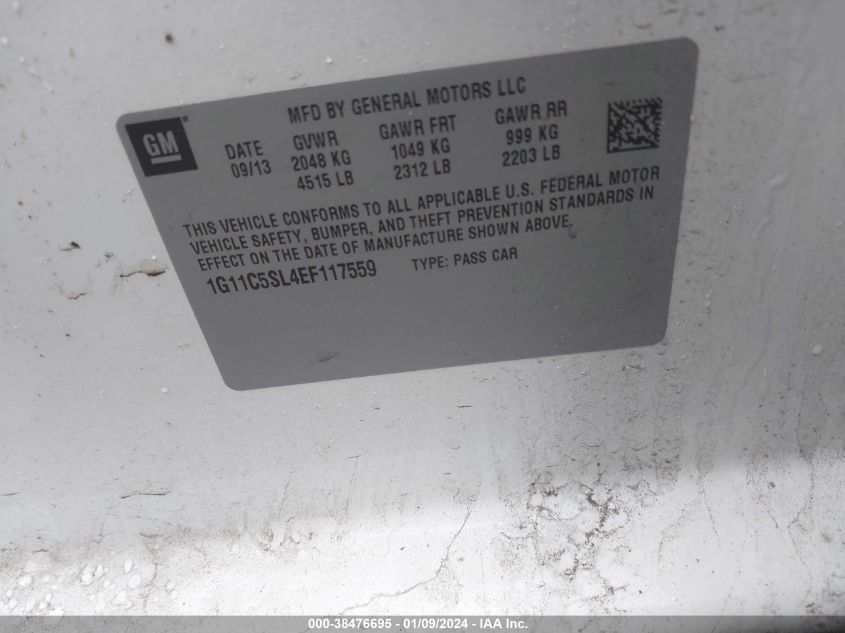 MFD BY GENERAL MOTORS LLC
GM DATE GVWR GAWR FRT GAWR RR
09/13 2048 KG 1049 KG 999 KG
4515 LB 2312 LB 2203 LB
THIS VEHICLE CONFORMS TO ALL APPLICABLE U.S. FEDERAL MOTOR
VEHICLE SAFETY, BUMPER, AND THEFT PREVENTION STANDARDS IN
EFFECT ON THE DATE OF MANUFACTURE SHOWN ABOVE.
1G11C5SL4EF117559 TYPE: PASS CAR
000-38476695 - 01/09/2024 - IAA Inc.